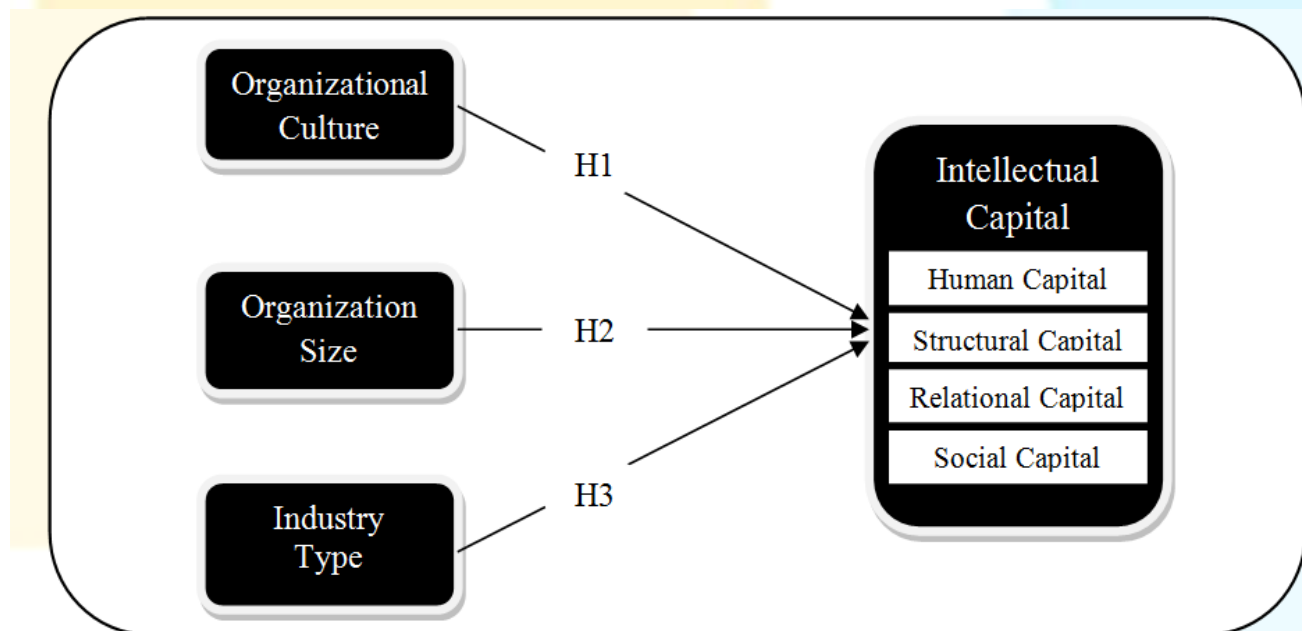 Organizational
Culture
H1
Organization
Size
H2
Industry
Type
H3
Intellectual
Capital
Human Capital
Structural Capital
Relational Capital
Social Capital